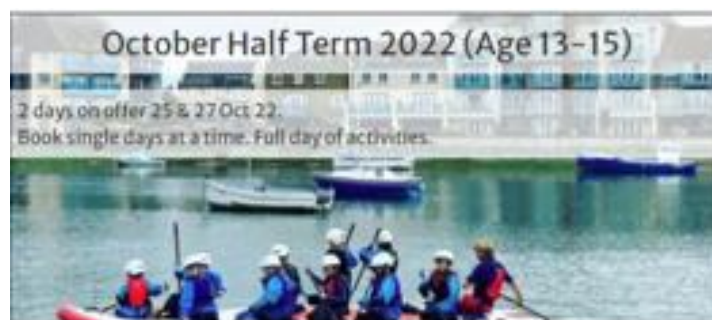 October Half Term 2022 (Age 13-15)
2 days on offer 25 & 27 Oct 22.
Book single days at a time. Full day of activities.